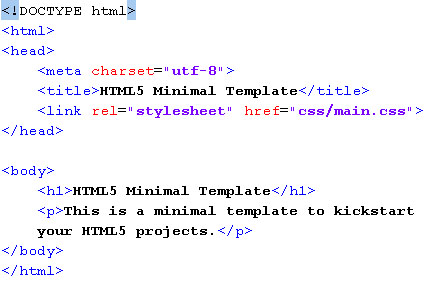 <!DOCTYPE html>
<html>
<head>
    <meta charset="utf-8">
    <title>HTML5 Minimal Template</title>
    <link rel="stylesheet" href="css/main.css">
</head>

<body>
    <h1>HTML5 Minimal Template</h1>
    <p>This is a minimal template to kickstart
    your HTML5 projects.</p>
</body>
</html>